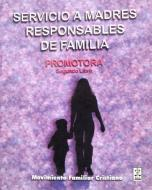 SERVICIO A MADRES
RESPONSABLES
DE FAMILIA
PROMOTORA
Segundo Libro
Movimiento Familiar Cristiano